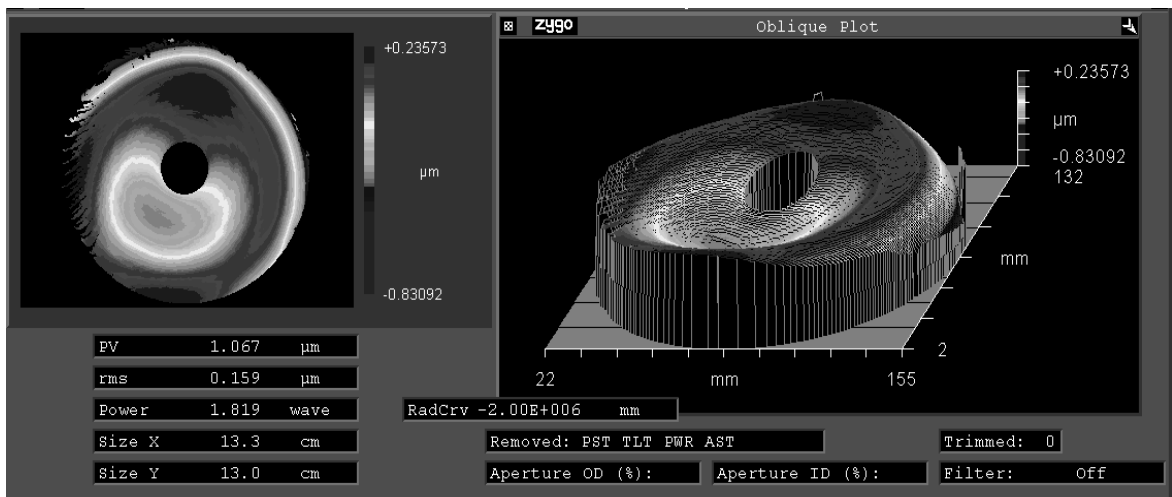 zygo Oblique Plot
+0.23573
µm
-0.83092
+0.23573
µm
-0.83092
132
mm
2
22 mm 155
PV 1.067 µm
rms 0.159 µm
Power 1.819 wave
Size X 13.3 cm
Size Y 13.0 cm
RadCrv -2.00E+006 mm
Removed: PST TLT PWR AST
Trimmed: 0
Aperture OD (%):
Aperture ID (%):
Filter: Off